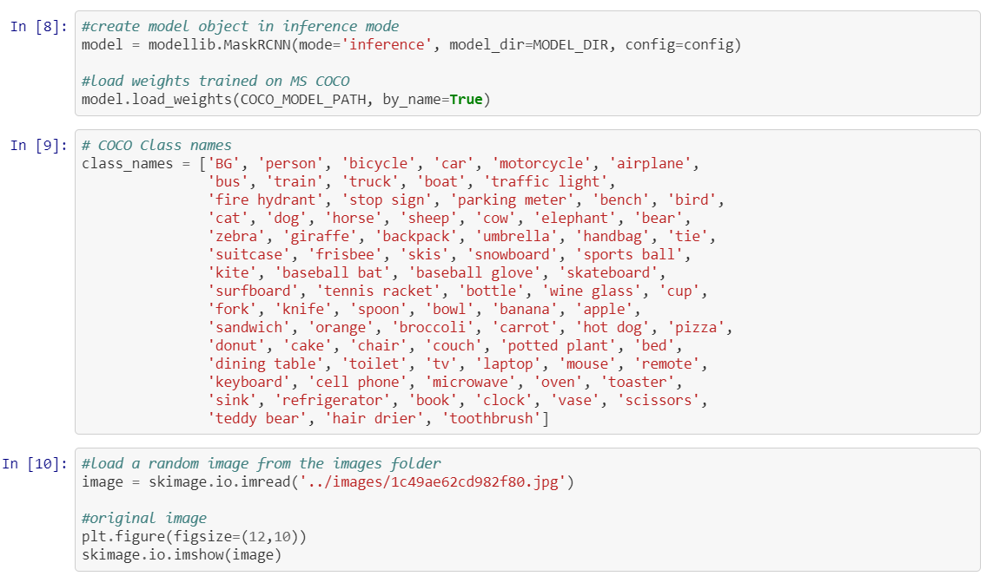 In [8]: #create model object in inference mode
model = modellib.MaskRCNN(mode='inference', model_dir=MODEL_DIR, config=config)
#load weights trained on MS COCO
model.load_weights(COCO_MODEL_PATH, by_name=True)
In [9]: # COCO Class names
class_names = ['BG', 'person', 'bicycle', 'car', 'motorcycle', 'airplane',
'bus', 'train', 'truck', 'boat', 'traffic light',
'fire hydrant', 'stop sign', 'parking meter', 'bench', 'bird',
'cat', 'dog', 'horse', 'sheep', 'cow', 'elephant', 'bear',
'zebra', 'giraffe', 'backpack', 'umbrella', 'handbag', 'tie',
'suitcase', 'frisbee', 'skis', 'snowboard', 'sports ball',
'kite', 'baseball bat', 'baseball glove', 'skateboard',
'surfboard', 'tennis racket', 'bottle', 'wine glass', 'cup',
'fork', 'knife', 'spoon', 'bowl', 'banana', 'apple',
'sandwich', 'orange', 'broccoli', 'carrot', 'hot dog', 'pizza',
'donut', 'cake', 'chair', 'couch', 'potted plant', 'bed',
'dining table', 'toilet', 'tv', 'laptop', 'mouse', 'remote',
'keyboard', 'cell phone', 'microwave', 'oven', 'toaster',
'sink', 'refrigerator', 'book', 'clock', 'vase', 'scissors',
'teddy bear', 'hair drier', 'toothbrush']
In [10]: #load a random image from the images folder
image = skimage.io.imread('../images/1c49ae62cd982f80.jpg')
#original image
plt.figure(figsize=(12,10))
skimage.io.imshow(image)